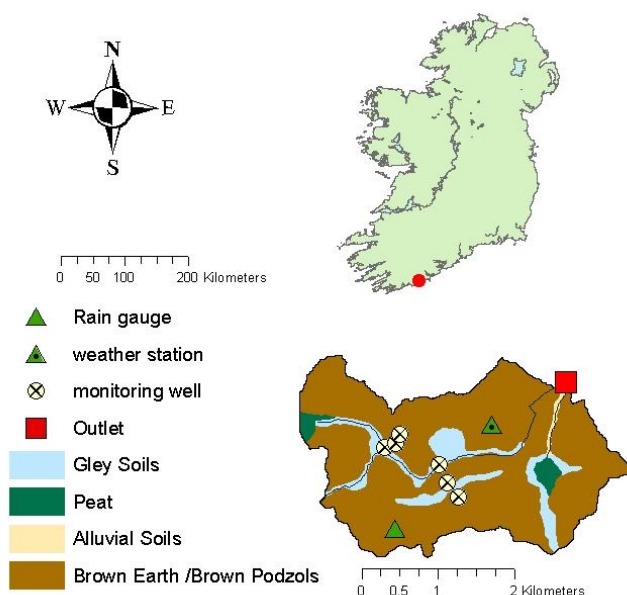 N
W E
S
0 50 100 200 Kilometers
Rain gauge
weather station
monitoring well
Outlet
Gley Soils
Peat
Alluvial Soils
Brown Earth /Brown Podzols
0 0.5 1 2 Kilometers